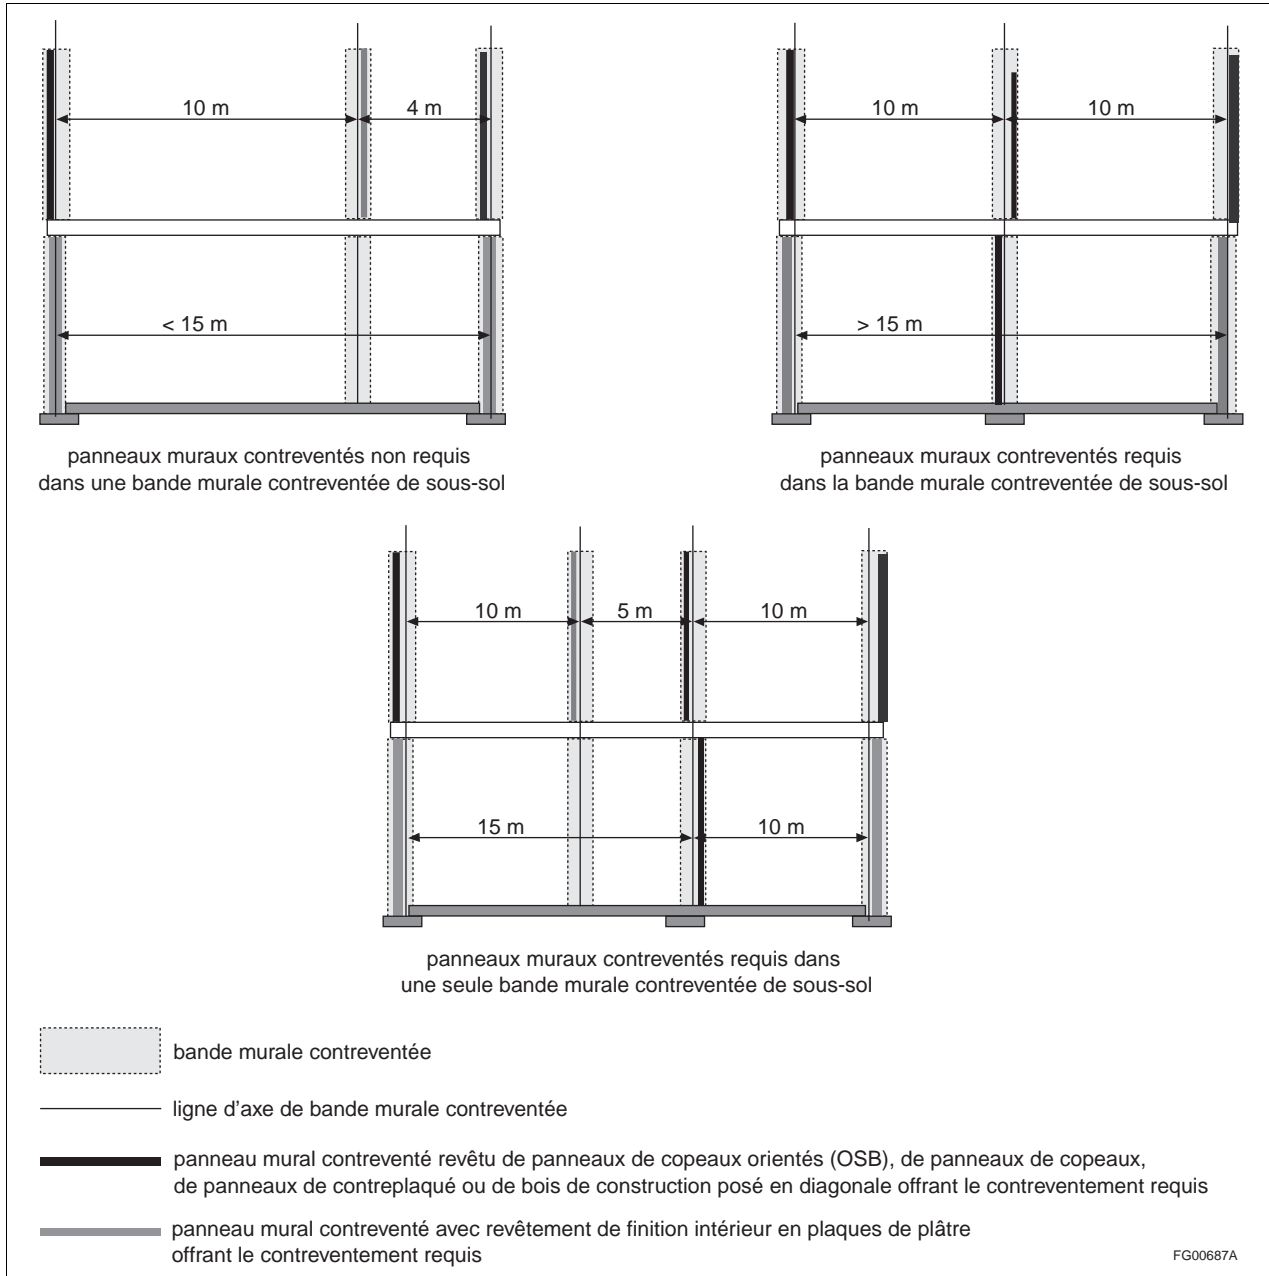 10 m
4 m
< 15 m
panneaux muraux contreventés non requis
dans une bande murale contreventée de sous-sol
10 m
10 m
> 15 m
panneaux muraux contreventés requis
dans la bande murale contreventée de sous-sol
10 m
5 m
10 m
15 m
10 m
panneaux muraux contreventés requis dans
une seule bande murale contreventée de sous-sol
bande murale contreventée
ligne d'axe de bande murale contreventée
panneau mural contreventé revêtu de panneaux de copeaux orientés (OSB), de panneaux de copeaux,
de panneaux de contreplaqué ou de bois de construction posé en diagonale offrant le contreventement requis
panneau mural contreventé avec revêtement de finition intérieur en plaques de plâtre
offrant le contreventement requis
FG00687A